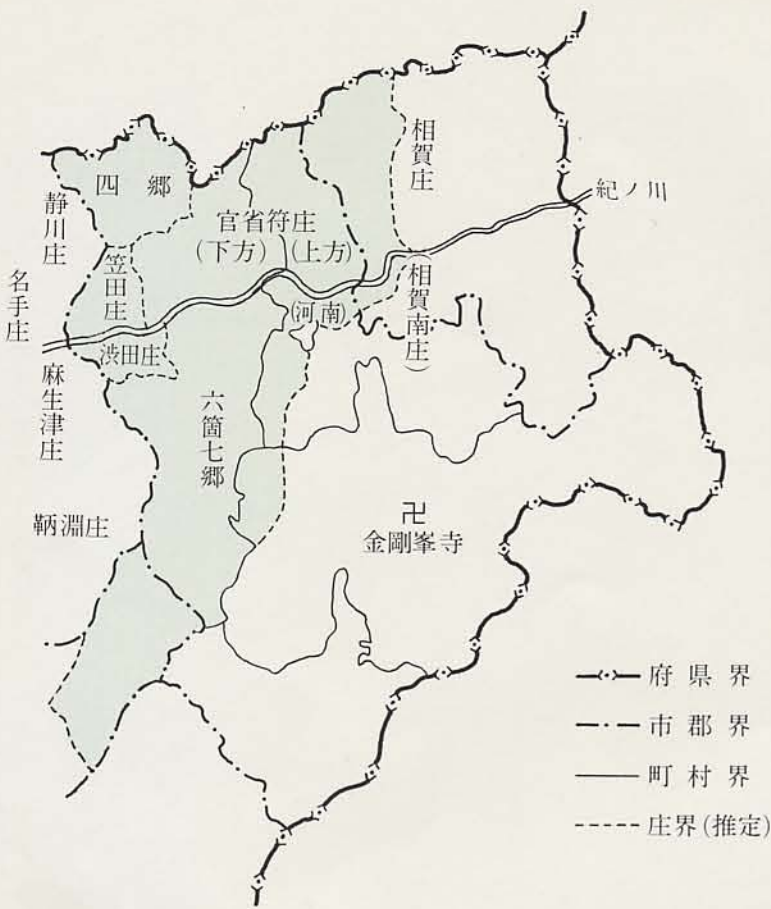 相賀庄
紀ノ川
四郷
静川庄
官省符庄
(下方)(上方)
笠田庄
名手庄
(相賀南庄)
(河南)
渋田庄
麻生津庄
六箇七郷
鞆淵庄
卍
金剛峯寺
府県界
市郡界
町村界
庄界(推定)